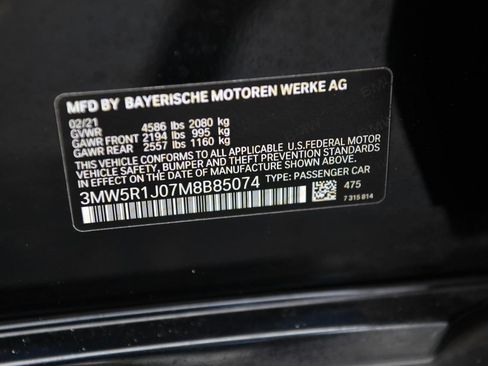 MFD BY BAYERISCHE MOTOREN WERKE AG
02/21
GVWR 4586 lbs 2080 kg
GAWR FRONT 2194 lbs 995 kg
GAWR REAR 2557 lbs 1160 kg
THIS VEHICLE CONFORMS TO ALL APPLICABLE U.S.FEDERAL MOTOR
VEHICLE SAFETY, BUMPER AND THEFT PREVENTION STANDARDS
IN EFFECT ON THE DATE OF MANUFACTURE SHOWN ABOVE.
3MW5R1J07M8B85074 TYPE: PASSENGER CAR
475
7 315 814